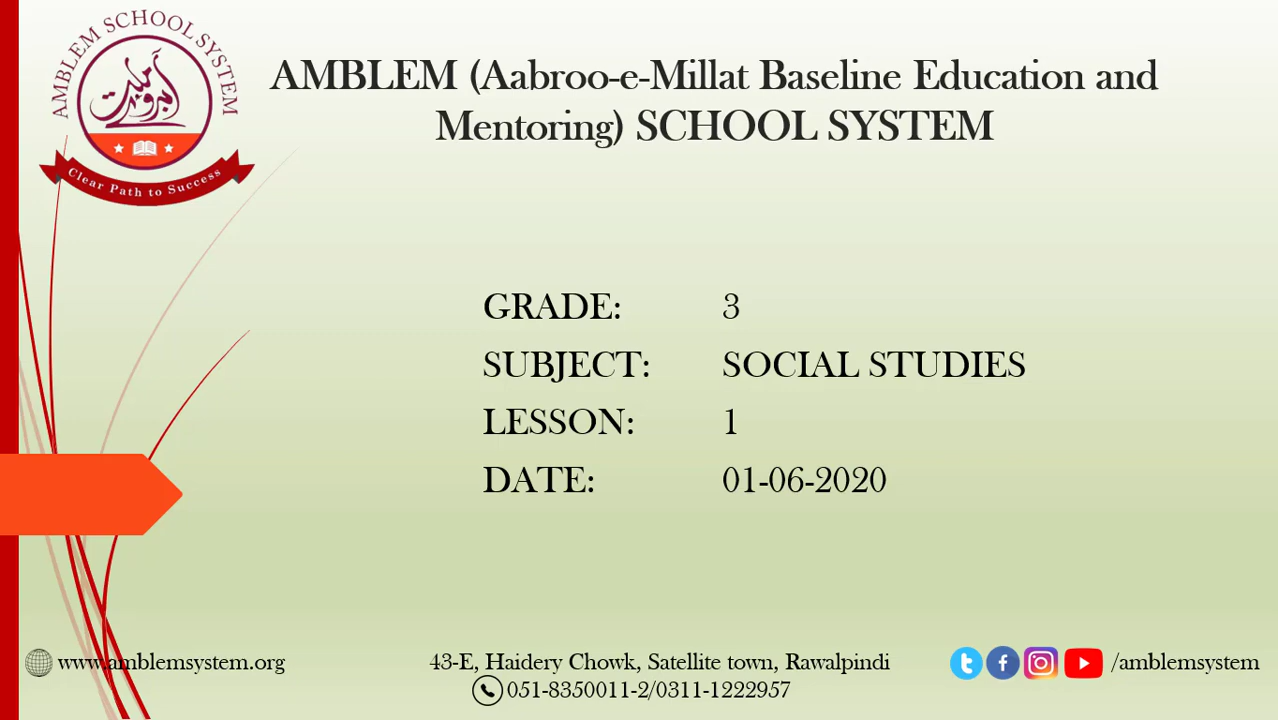 AMBLEM SCHOOL SYSTEM
آبروئے ملت
Clear Path to Success
AMBLEM (Aabroo-e-Millat Baseline Education and
Mentoring) SCHOOL SYSTEM
GRADE: 3
SUBJECT: SOCIAL STUDIES
LESSON: 1
DATE: 01-06-2020
www.amblemsystem.org
43-E, Haidery Chowk, Satellite town, Rawalpindi
051-8350011-2/0311-1222957
/amblemsystem